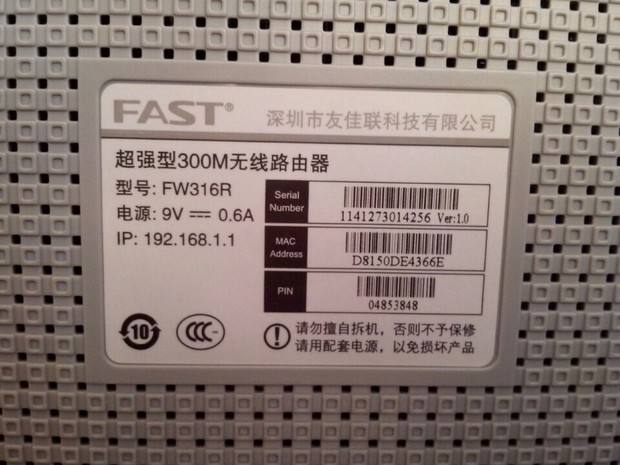 FAST® 深圳市友佳联科技有限公司
超强型300M无线路由器
型号: FW316R
电源: 9V ⎓ 0.6A
IP: 192.168.1.1
Serial Number
1141273014256 Ver:1.0
MAC Address
D8150DE4366E
PIN
04853848
10
CCC
请勿擅自拆机，否则不予保修
请用配套电源，以免损坏产品